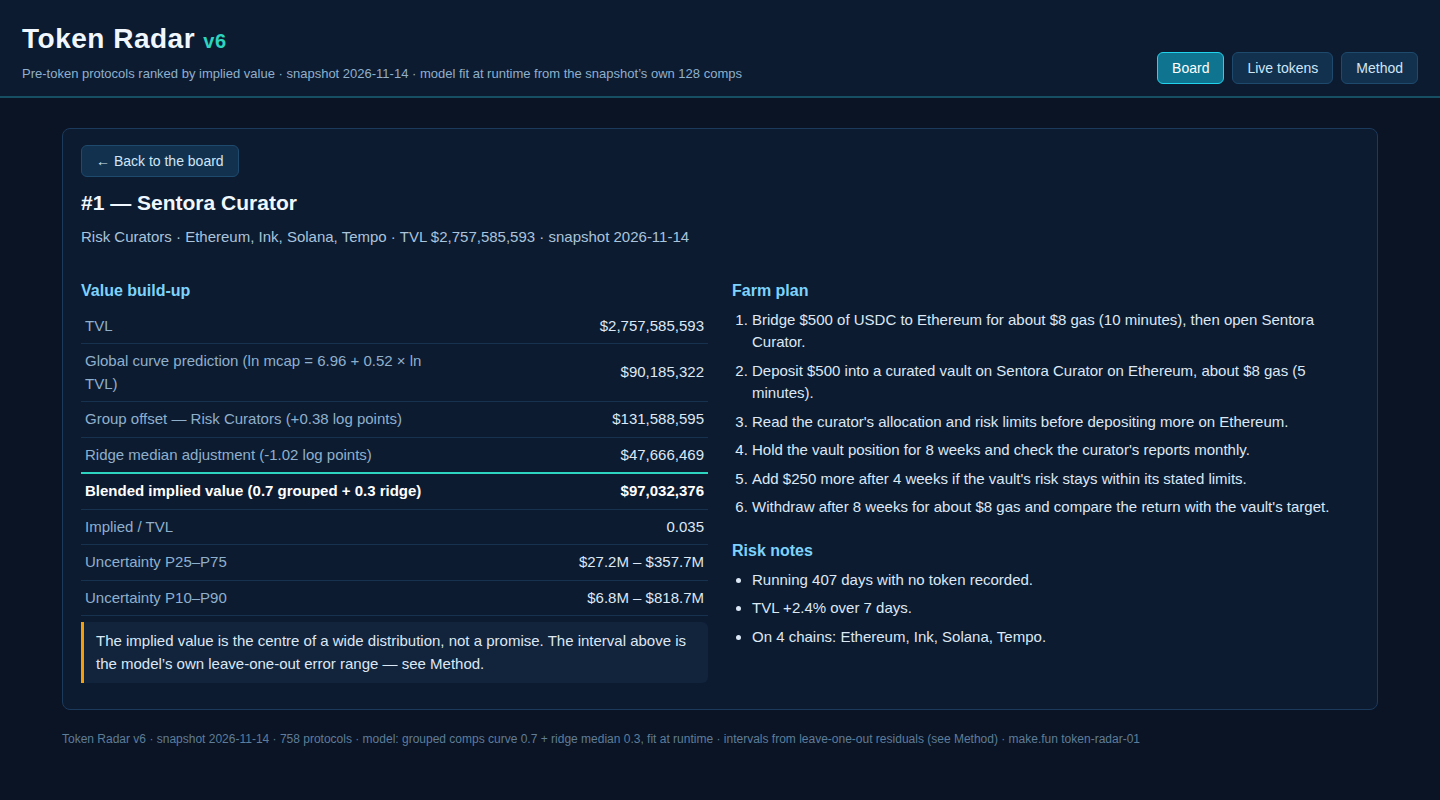 Token Radar v6
Pre-token protocols ranked by implied value · snapshot 2026-11-14 · model fit at runtime from the snapshot's own 128 comps
Board
Live tokens
Method
← Back to the board
#1 — Sentora Curator
Risk Curators · Ethereum, Ink, Solana, Tempo · TVL $2,757,585,593 · snapshot 2026-11-14
Value build-up
TVL $2,757,585,593
Global curve prediction (ln mcap = 6.96 + 0.52 × ln
TVL) $90,185,322
Group offset — Risk Curators (+0.38 log points) $131,588,595
Ridge median adjustment (-1.02 log points) $47,666,469
Blended implied value (0.7 grouped + 0.3 ridge) $97,032,376
Implied / TVL 0.035
Uncertainty P25–P75 $27.2M – $357.7M
Uncertainty P10–P90 $6.8M – $818.7M
The implied value is the centre of a wide distribution, not a promise. The interval above is
the model's own leave-one-out error range — see Method.
Farm plan
1. Bridge $500 of USDC to Ethereum for about $8 gas (10 minutes), then open Sentora
Curator.
2. Deposit $500 into a curated vault on Sentora Curator on Ethereum, about $8 gas (5
minutes).
3. Read the curator's allocation and risk limits before depositing more on Ethereum.
4. Hold the vault position for 8 weeks and check the curator's reports monthly.
5. Add $250 more after 4 weeks if the vault's risk stays within its stated limits.
6. Withdraw after 8 weeks for about $8 gas and compare the return with the vault's target.
Risk notes
• Running 407 days with no token recorded.
• TVL +2.4% over 7 days.
• On 4 chains: Ethereum, Ink, Solana, Tempo.
Token Radar v6 · snapshot 2026-11-14 · 758 protocols · model: grouped comps curve 0.7 + ridge median 0.3, fit at runtime · intervals from leave-one-out residuals (see Method) · make.fun token-radar-01